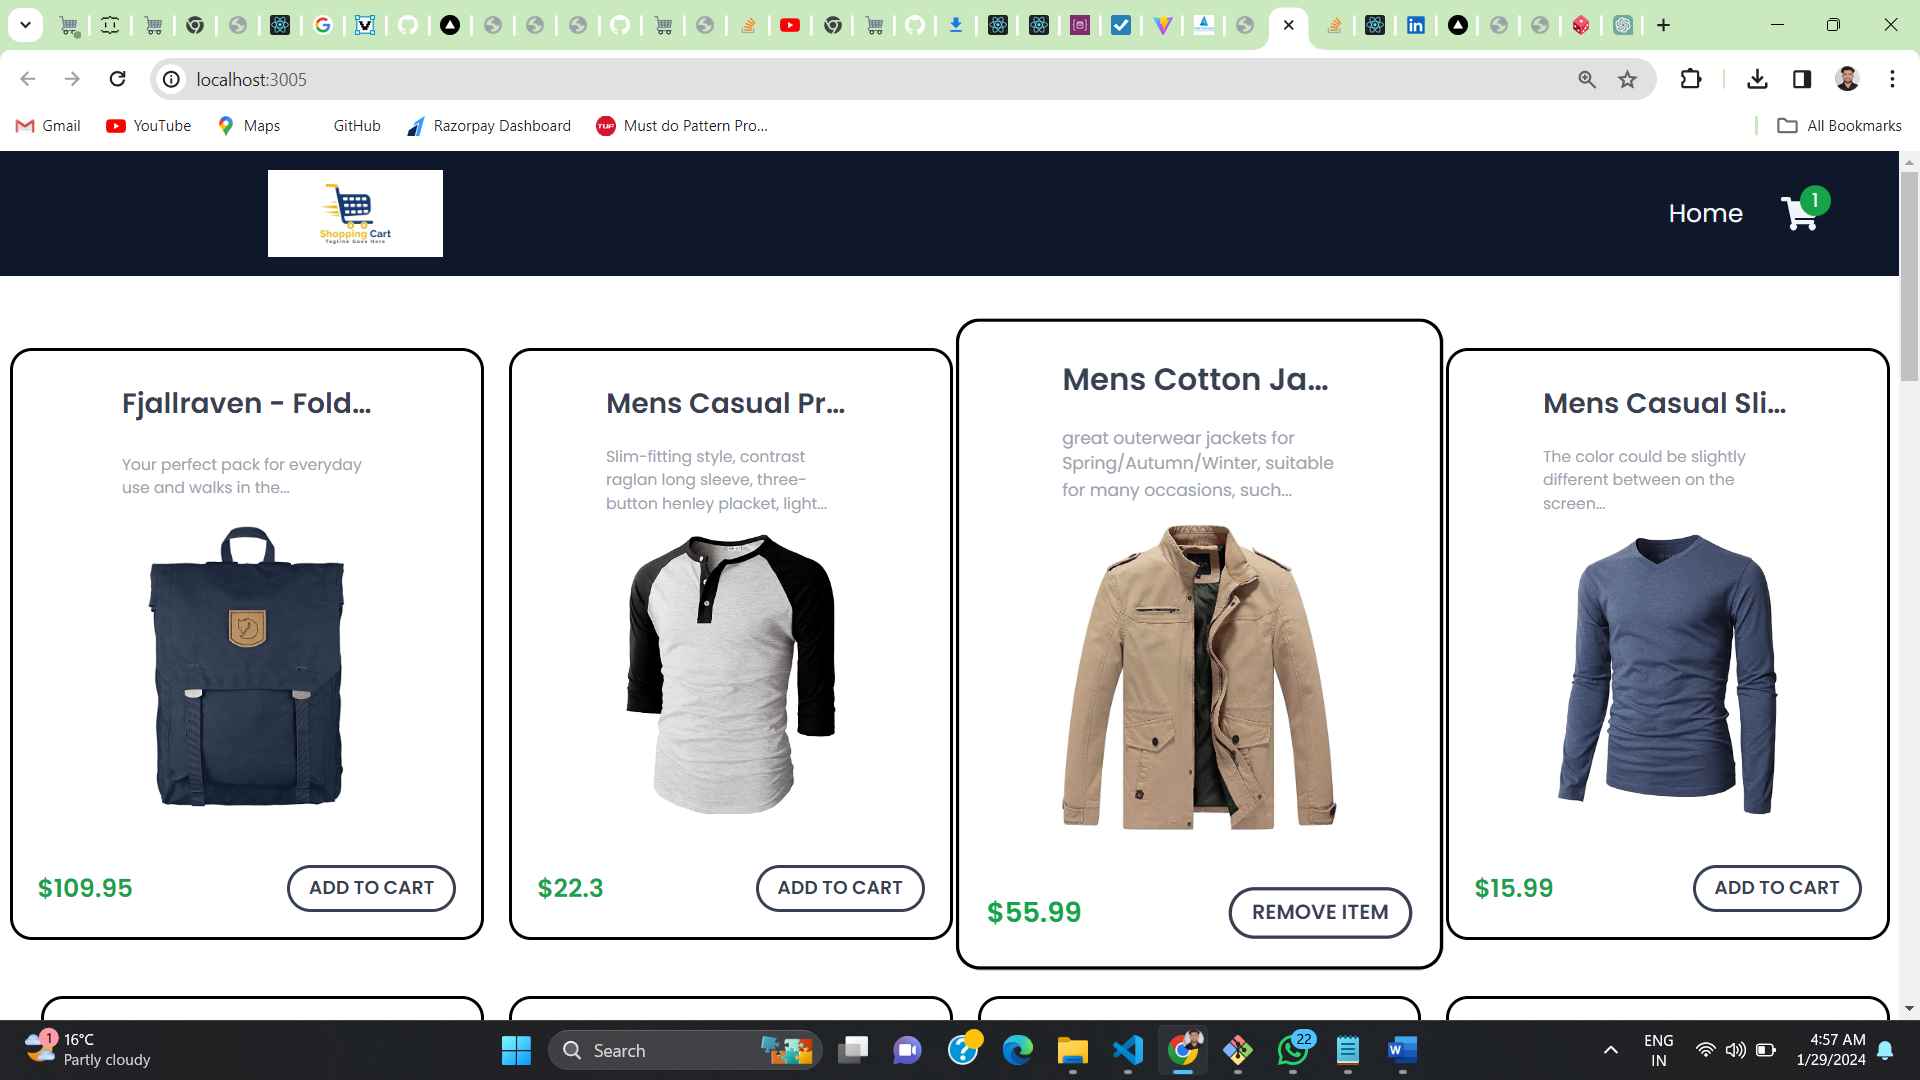 localhost:3005
Gmail
YouTube
Maps
GitHub
Razorpay Dashboard
TUP
Must do Pattern Pro...
All Bookmarks
Shopping Cart
Tagline Goes Here
Home
1
Fjallraven - Fold...
Your perfect pack for everyday
use and walks in the...
$109.95
ADD TO CART
Mens Casual Pr...
Slim-fitting style, contrast
raglan long sleeve, three-
button henley placket, light...
$22.3
ADD TO CART
Mens Cotton Ja...
great outerwear jackets for
Spring/Autumn/Winter, suitable
for many occasions, such...
$55.99
REMOVE ITEM
Mens Casual Sli...
The color could be slightly
different between on the
screen...
$15.99
ADD TO CART
1
16°C
Partly cloudy
Search
22
ENG
IN
4:57 AM
1/29/2024